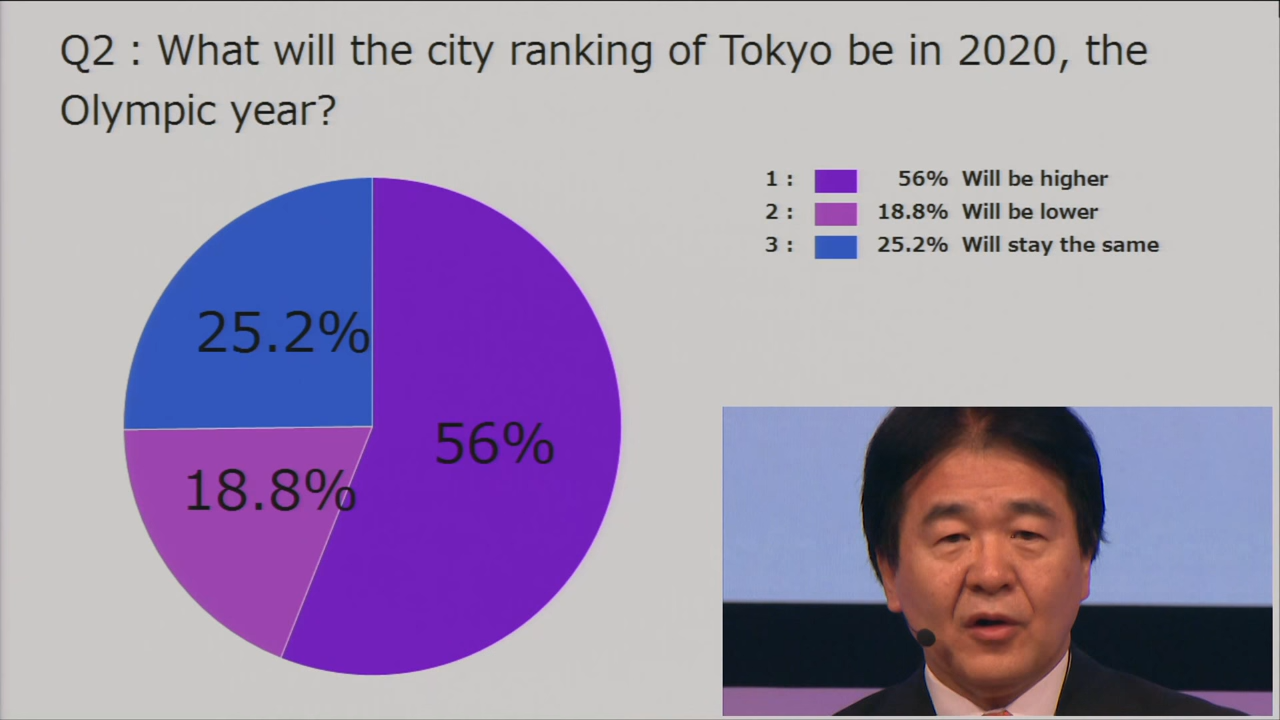 Q2 : What will the city ranking of Tokyo be in 2020, the
Olympic year?
1 : 56% Will be higher
2 : 18.8% Will be lower
3 : 25.2% Will stay the same
25.2%
56%
18.8%